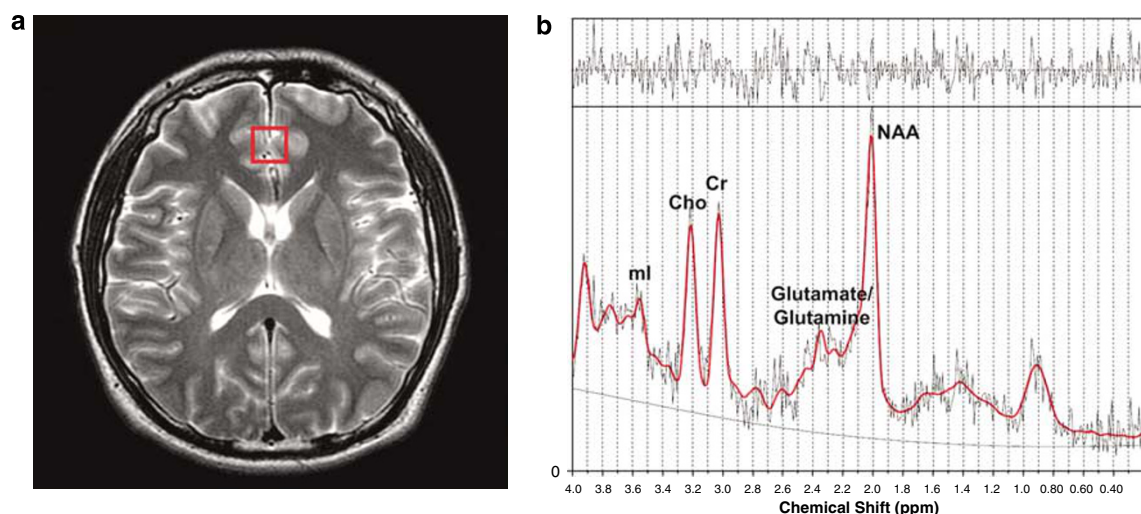 a
b
NAA
Cr
Cho
mI
Glutamate/
Glutamine
0
4.0 3.8 3.6 3.4 3.2 3.0 2.8 2.6 2.4 2.2 2.0 1.8 1.6 1.4 1.2 1.0 0.80 0.60 0.40
Chemical Shift (ppm)